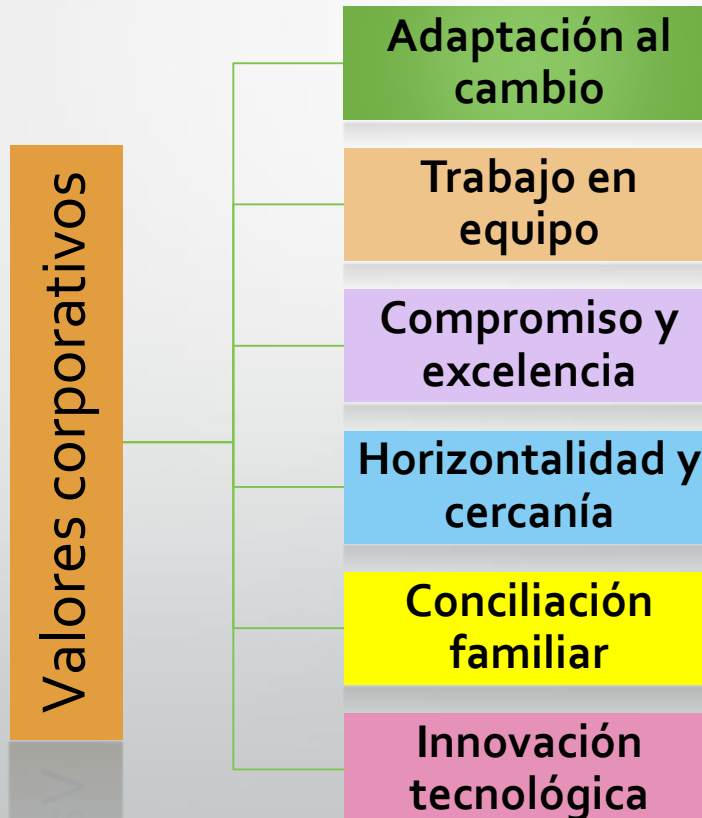 Valores corporativos
Adaptación al
cambio
Trabajo en
equipo
Compromiso y
excelencia
Horizontalidad y
cercanía
Conciliación
familiar
Innovación
tecnológica